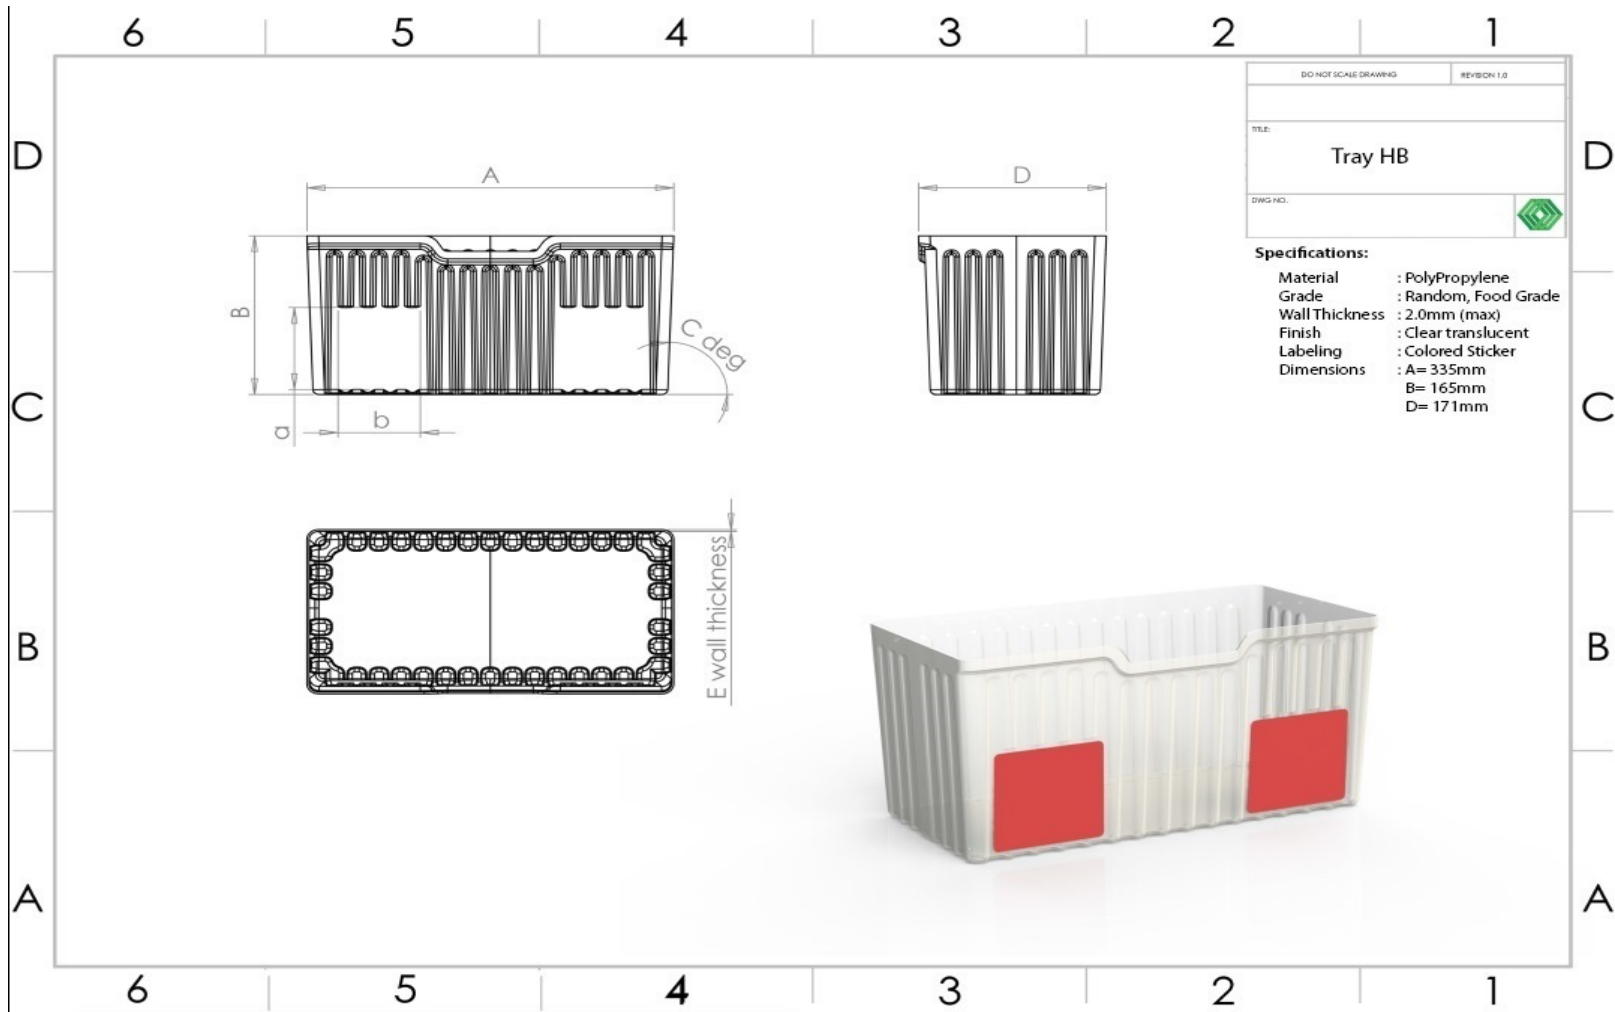 6 5 4 3 2 1
DO NOT SCALE DRAWING REVISION 1.0
TITLE:
Tray HB
DWG NO.
D D
A D
Specifications:
Material : PolyPropylene
Grade : Random, Food Grade
Wall Thickness : 2.0mm (max)
Finish : Clear translucent
Labeling : Colored Sticker
Dimensions : A= 335mm
B= 165mm
D= 171mm
B
C deg
C C
a
b
E wall thickness
B B
A A
6 5 4 3 2 1